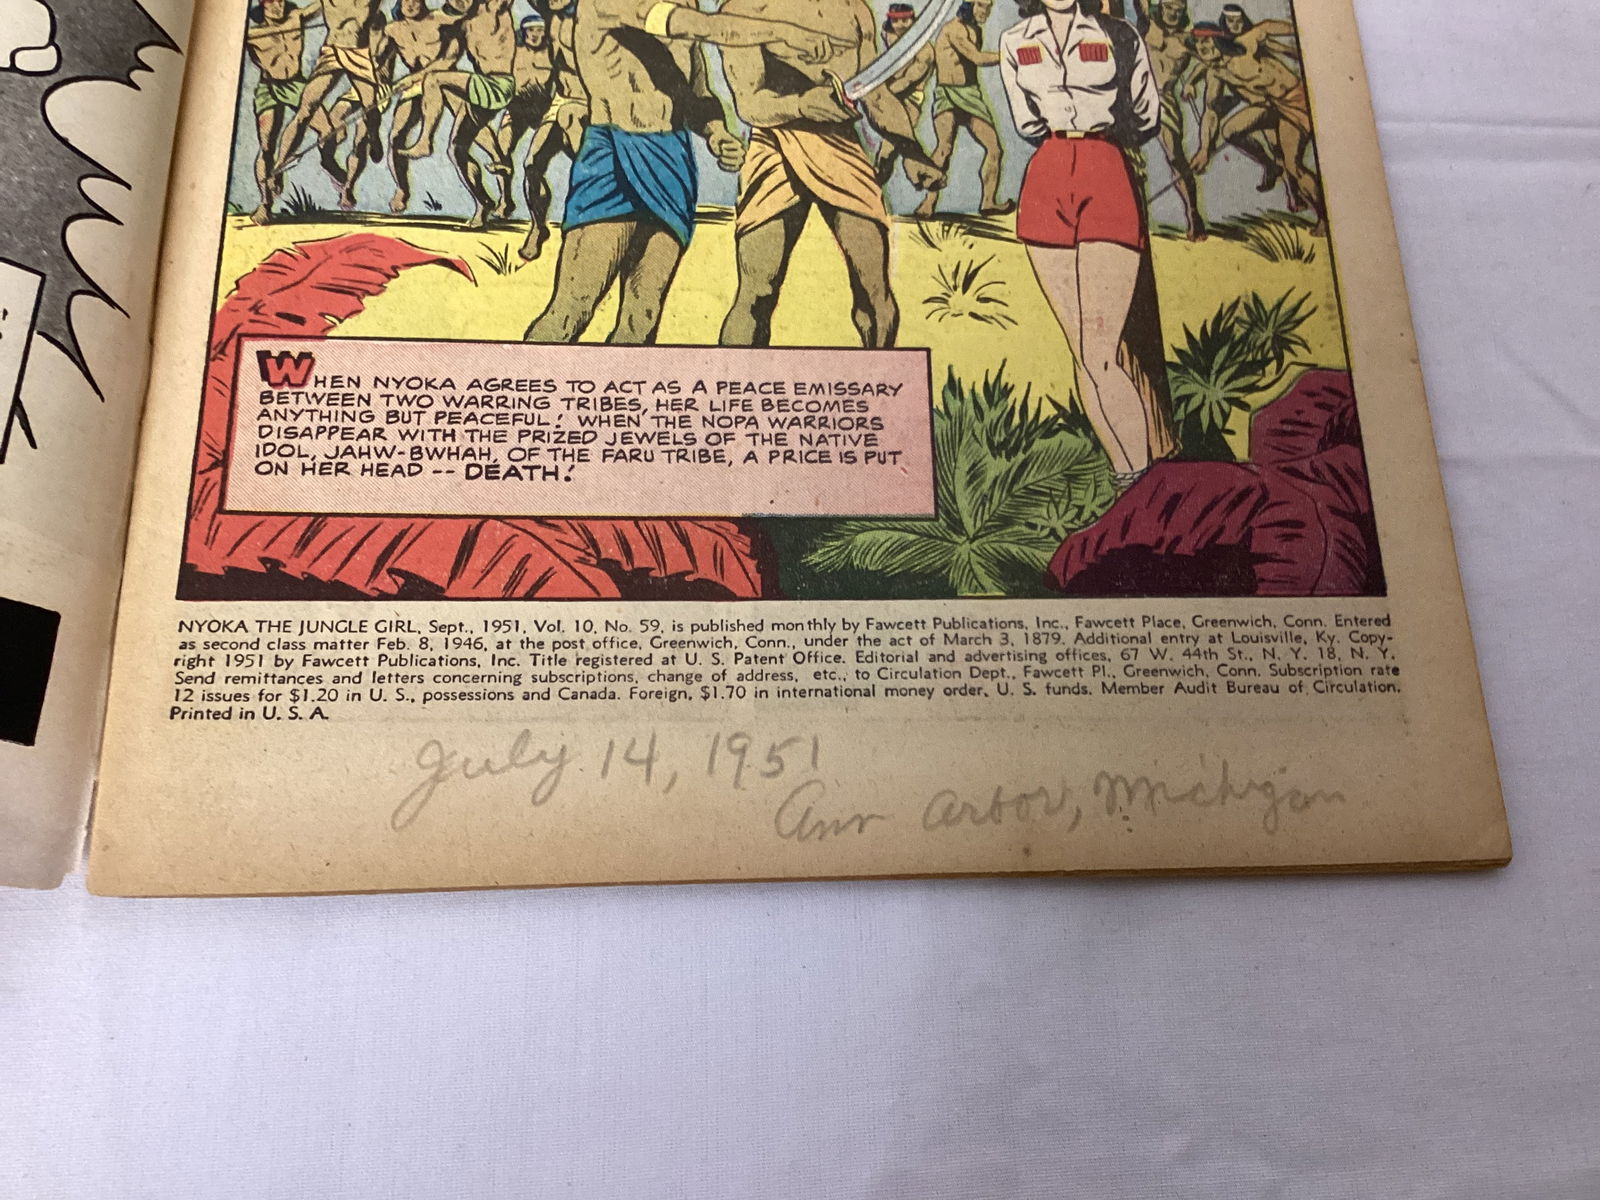 WHEN NYOKA AGREES TO ACT AS A PEACE EMISSARY
BETWEEN TWO WARRING TRIBES, HER LIFE BECOMES
ANYTHING BUT PEACEFUL! WHEN THE NOPA WARRIORS
DISAPPEAR WITH THE PRIZED JEWELS OF THE NATIVE
IDOL, JAHW-BWHAH, OF THE FARU TRIBE, A PRICE IS PUT
ON HER HEAD -- DEATH!
NYOKA THE JUNGLE GIRL, Sept., 1951, Vol. 10, No. 59, is published monthly by Fawcett Publications, Inc., Fawcett Place, Greenwich, Conn. Entered
as second class matter Feb. 8, 1946, at the post office, Greenwich, Conn., under the act of March 3, 1879. Additional entry at Louisville, Ky. Copy-
right 1951 by Fawcett Publications, Inc. Title registered at U. S. Patent Office. Editorial and advertising offices, 67 W. 44th St., N. Y. 18, N. Y.
Send remittances and letters concerning subscriptions, change of address, etc., to Circulation Dept., Fawcett Pl., Greenwich, Conn. Subscription rate
12 issues for $1.20 in U. S., possessions and Canada. Foreign, $1.70 in international money order, U. S. funds. Member Audit Bureau of Circulation.
Printed in U. S. A.
July 14, 1951
Ann Arbor, Michigan